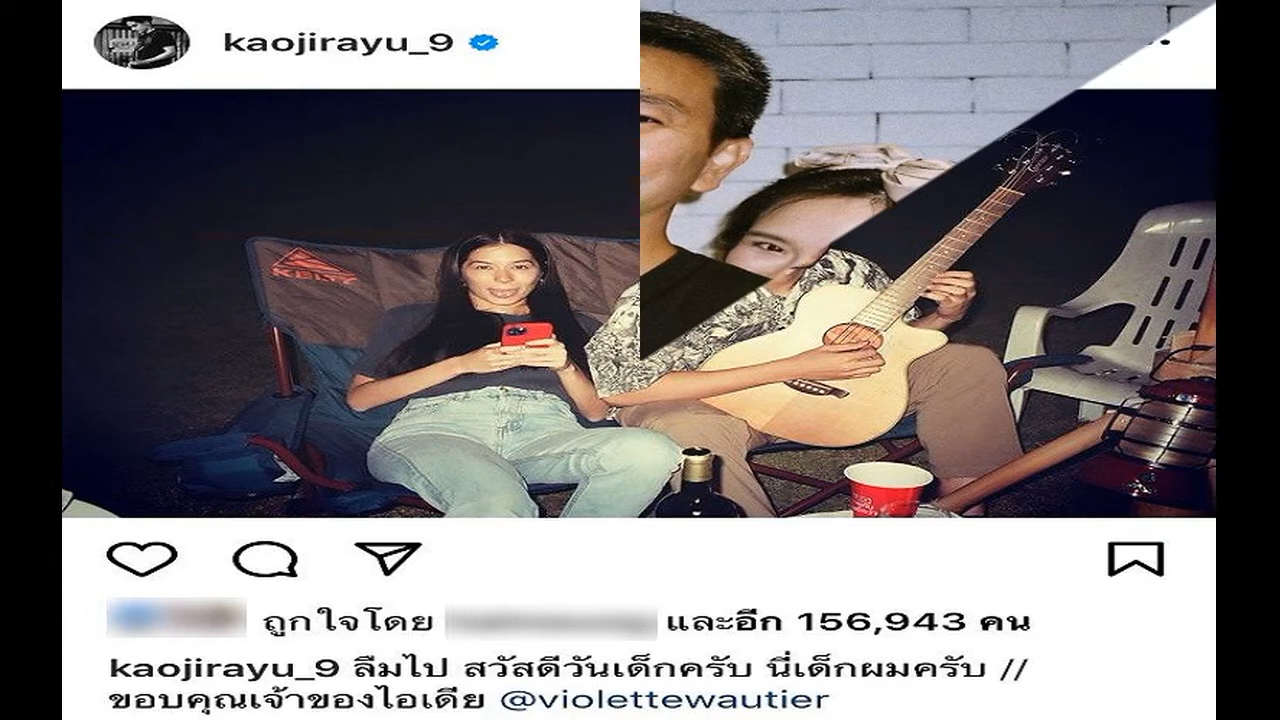 kaojirayu_9
KELTY
ถูกใจโดย และอีก 156,943 คน
kaojirayu_9 ลืมไป สวัสดีวันเด็กครับ นี่เด็กผมครับ //
ขอบคุณเจ้าของไอเดีย @violettewautier